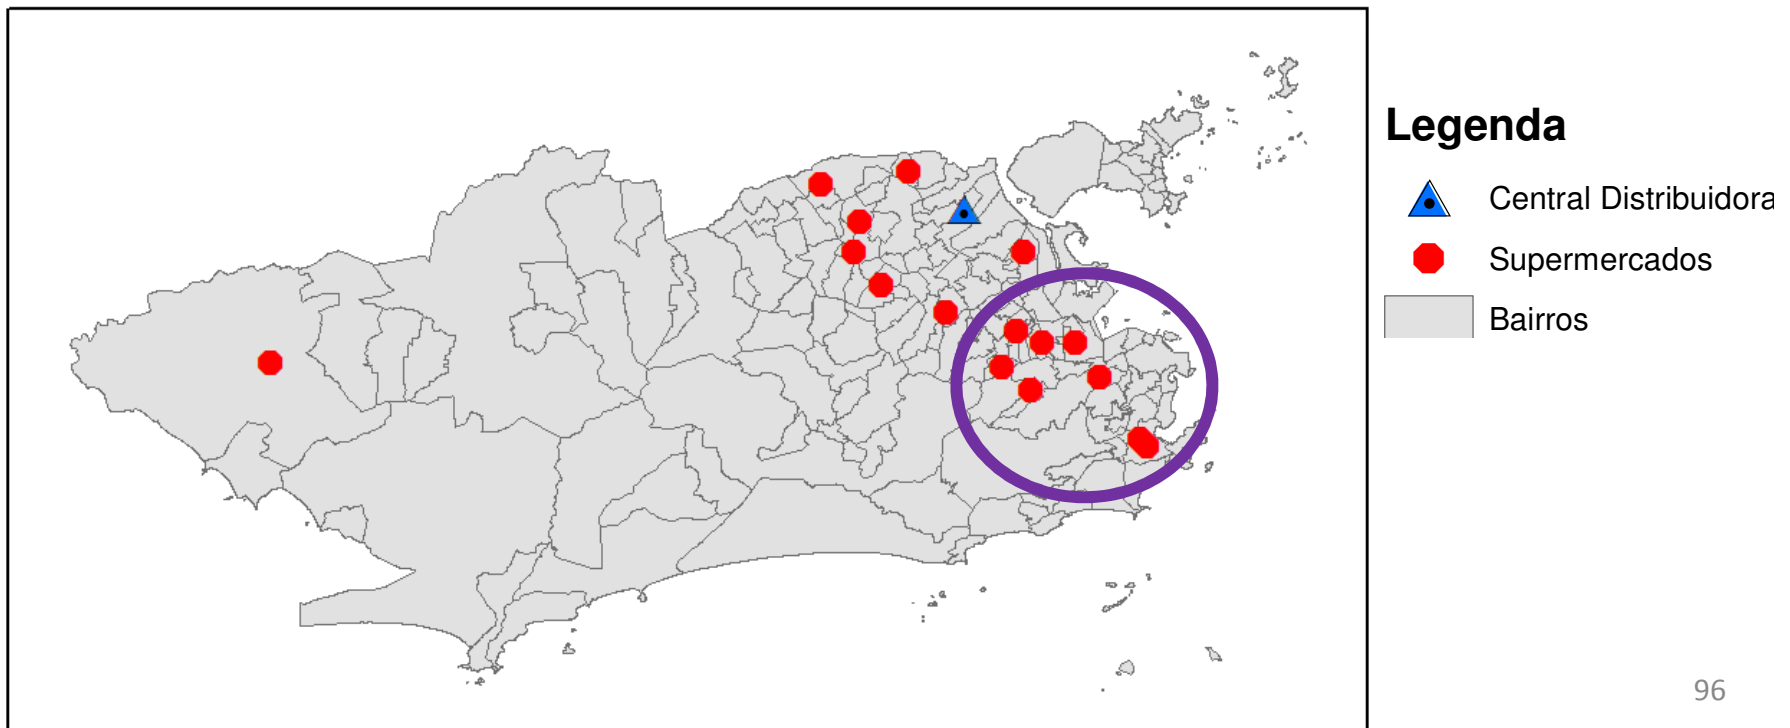 Legenda
Central Distribuidora
Supermercados
Bairros
96